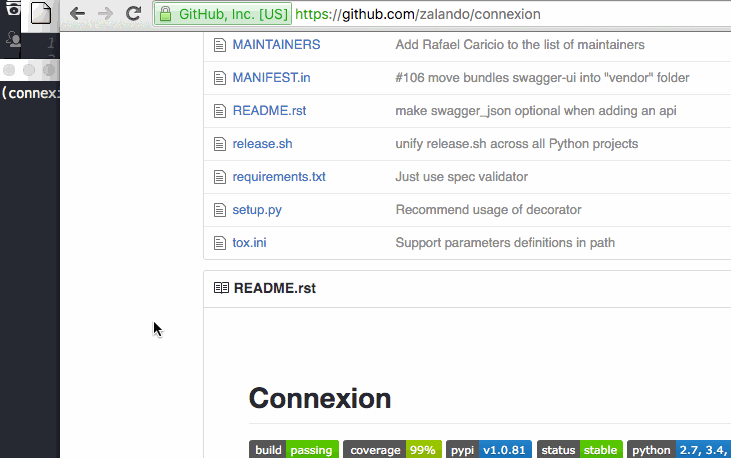 GitHub, Inc. [US] https://github.com/zalando/connexion
1
(connex
MAINTAINERS Add Rafael Caricio to the list of maintainers
MANIFEST.in #106 move bundles swagger-ui into "vendor" folder
README.rst make swagger_json optional when adding an api
release.sh unify release.sh across all Python projects
requirements.txt Just use spec validator
setup.py Recommend usage of decorator
tox.ini Support parameters definitions in path
README.rst
Connexion
build passing coverage 99% pypi v1.0.81 status stable python 2.7, 3.4,